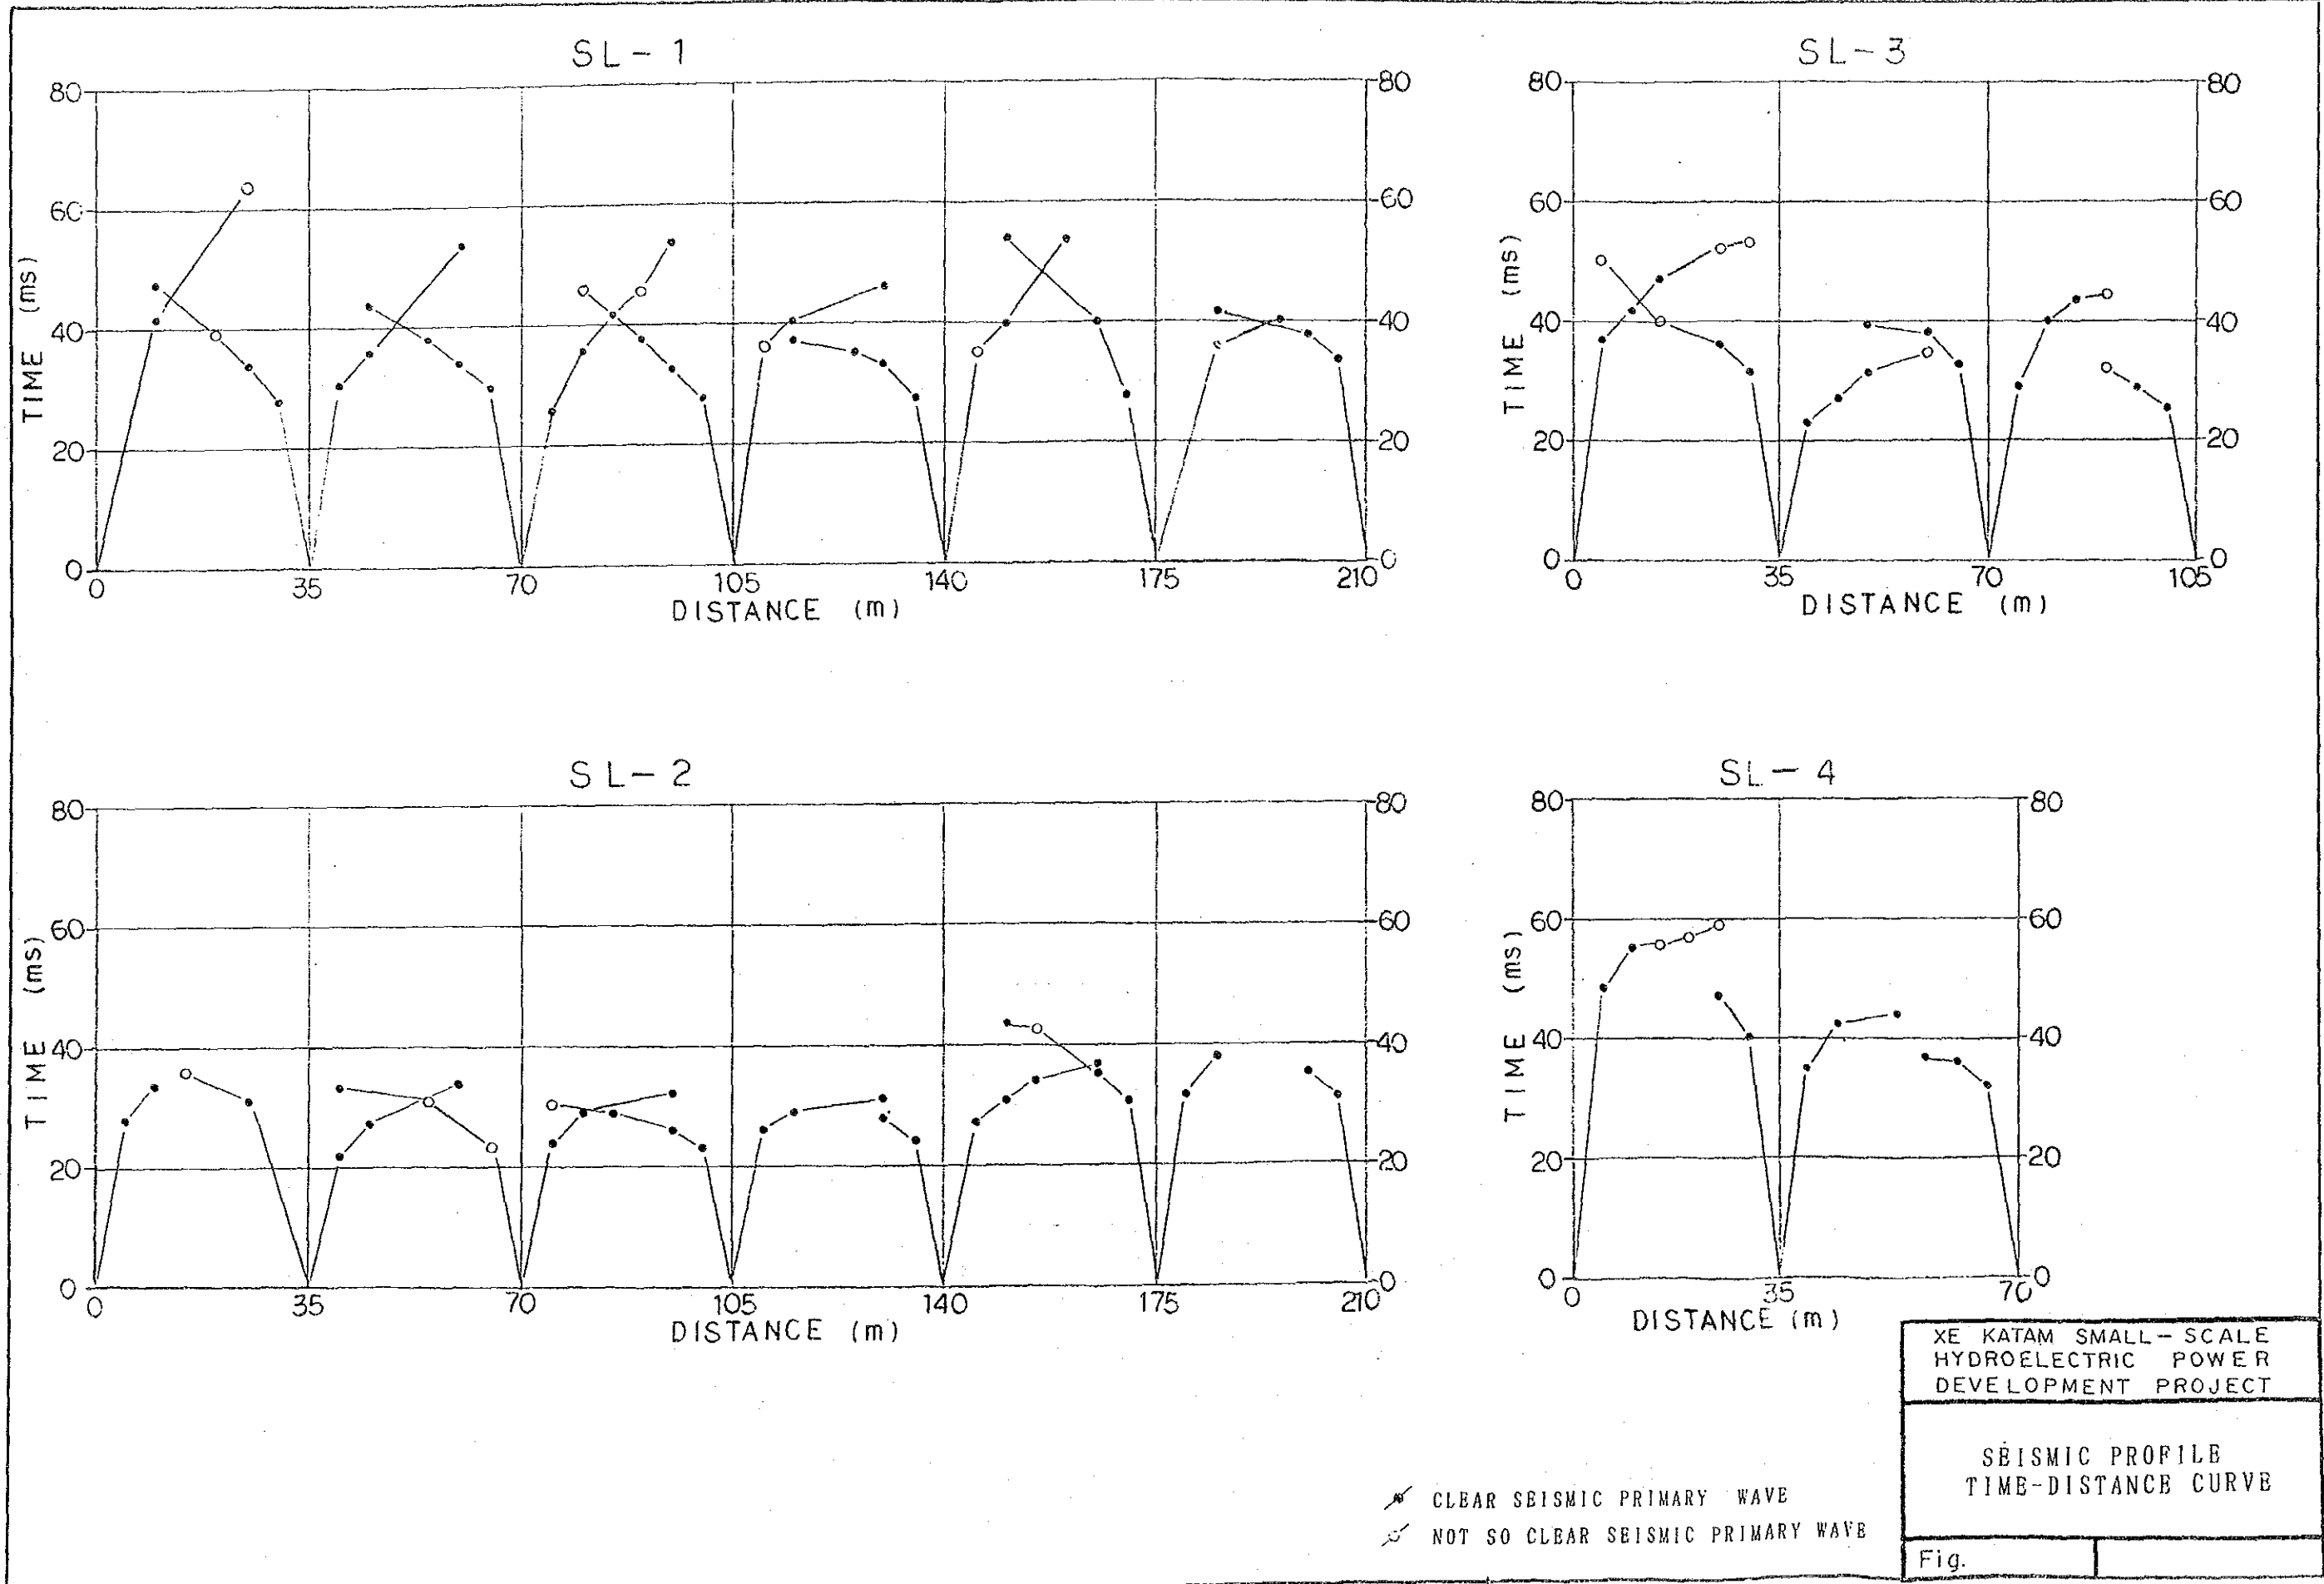 SL-1
80 80
60 60
40 40
20 20
0 0
TIME (ms)
0 35 70 105 140 175 210
DISTANCE (m)
SL-3
80 80
60 60
40 40
20 20
0 0
TIME (ms)
0 35 70 105
DISTANCE (m)
SL-2
80 80
60 60
40 40
20 20
0 0
TIME (ms)
0 35 70 105 140 175 210
DISTANCE (m)
SL-4
80 80
60 60
40 40
20 20
0 0
TIME (ms)
0 35 70
DISTANCE (m)
CLEAR SEISMIC PRIMARY WAVE
NOT SO CLEAR SEISMIC PRIMARY WAVE
XE KATAM SMALL-SCALE
HYDROELECTRIC POWER
DEVELOPMENT PROJECT
SEISMIC PROFILE
TIME-DISTANCE CURVE
Fig.